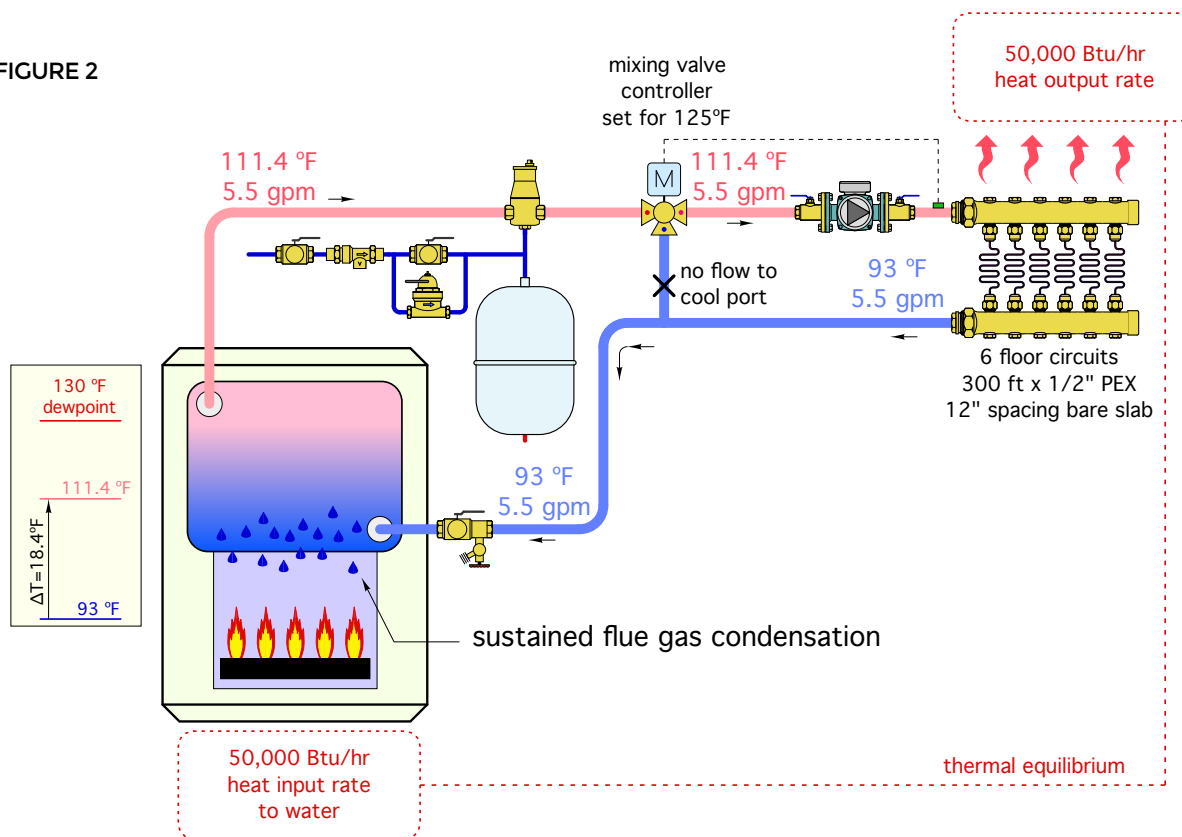 FIGURE 2
50,000 Btu/hr
heat output rate
mixing valve
controller
set for 125ºF
111.4 ºF
5.5 gpm
M
111.4 ºF
5.5 gpm
no flow to
cool port
93 ºF
5.5 gpm
6 floor circuits
300 ft x 1/2" PEX
12" spacing bare slab
130 ºF
dewpoint
111.4 ºF
ΔT=18.4ºF
93 ºF
93 ºF
5.5 gpm
sustained flue gas condensation
50,000 Btu/hr
heat input rate
to water
thermal equilibrium